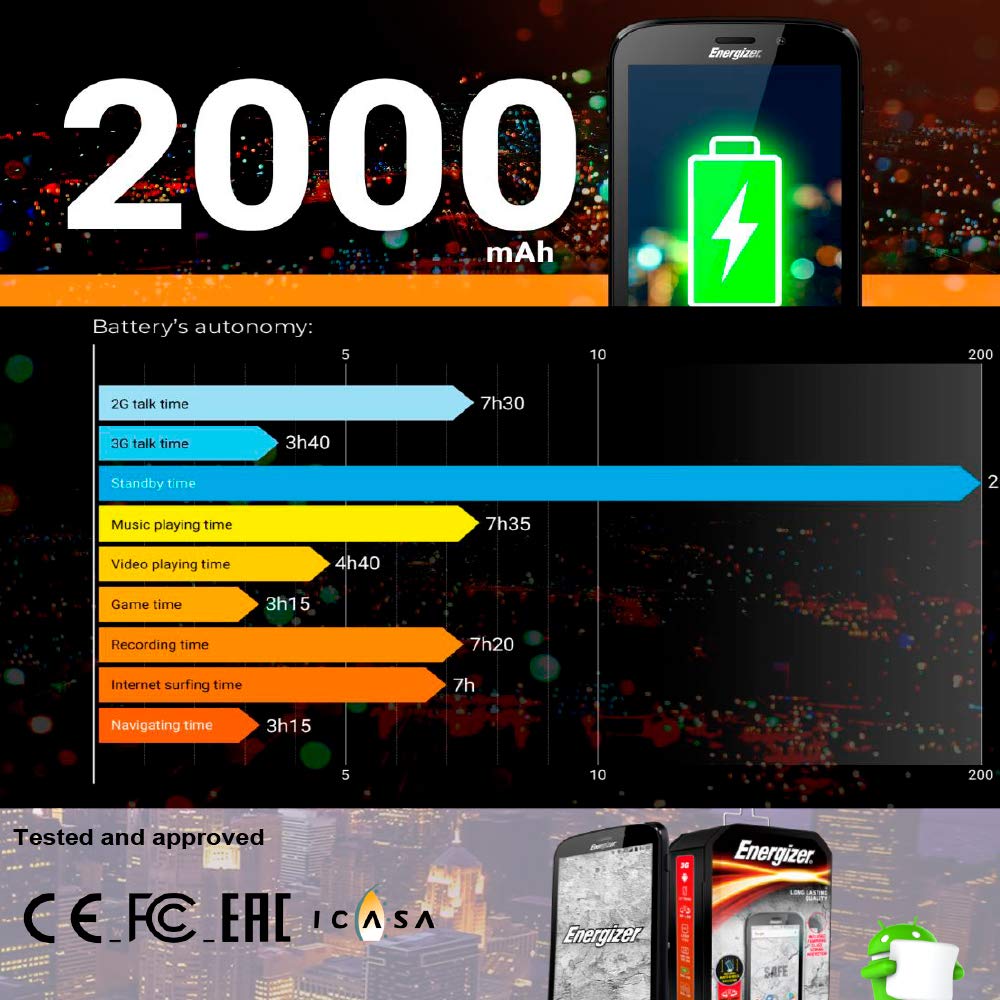 Energizer.
2000
mAh
Battery's autonomy:
5 10 200
2G talk time 7h30
3G talk time 3h40
Standby time 2
Music playing time 7h35
Video playing time 4h40
Game time 3h15
Recording time 7h20
Internet surfing time 7h
Navigating time 3h15
5 10 200
Tested and approved
CE FC EAC ICASA
Energizer.
Energizer.
3G
LONG LASTING
QUALITY
SAFE